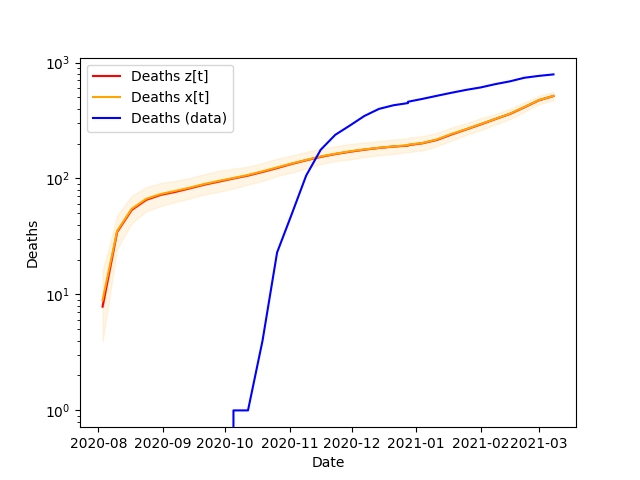 10³
10²
10¹
10⁰
Deaths
Deaths z[t]
Deaths x[t]
Deaths (data)
2020-08 2020-09 2020-10 2020-11 2020-12 2021-01 2021-02 2021-03
Date